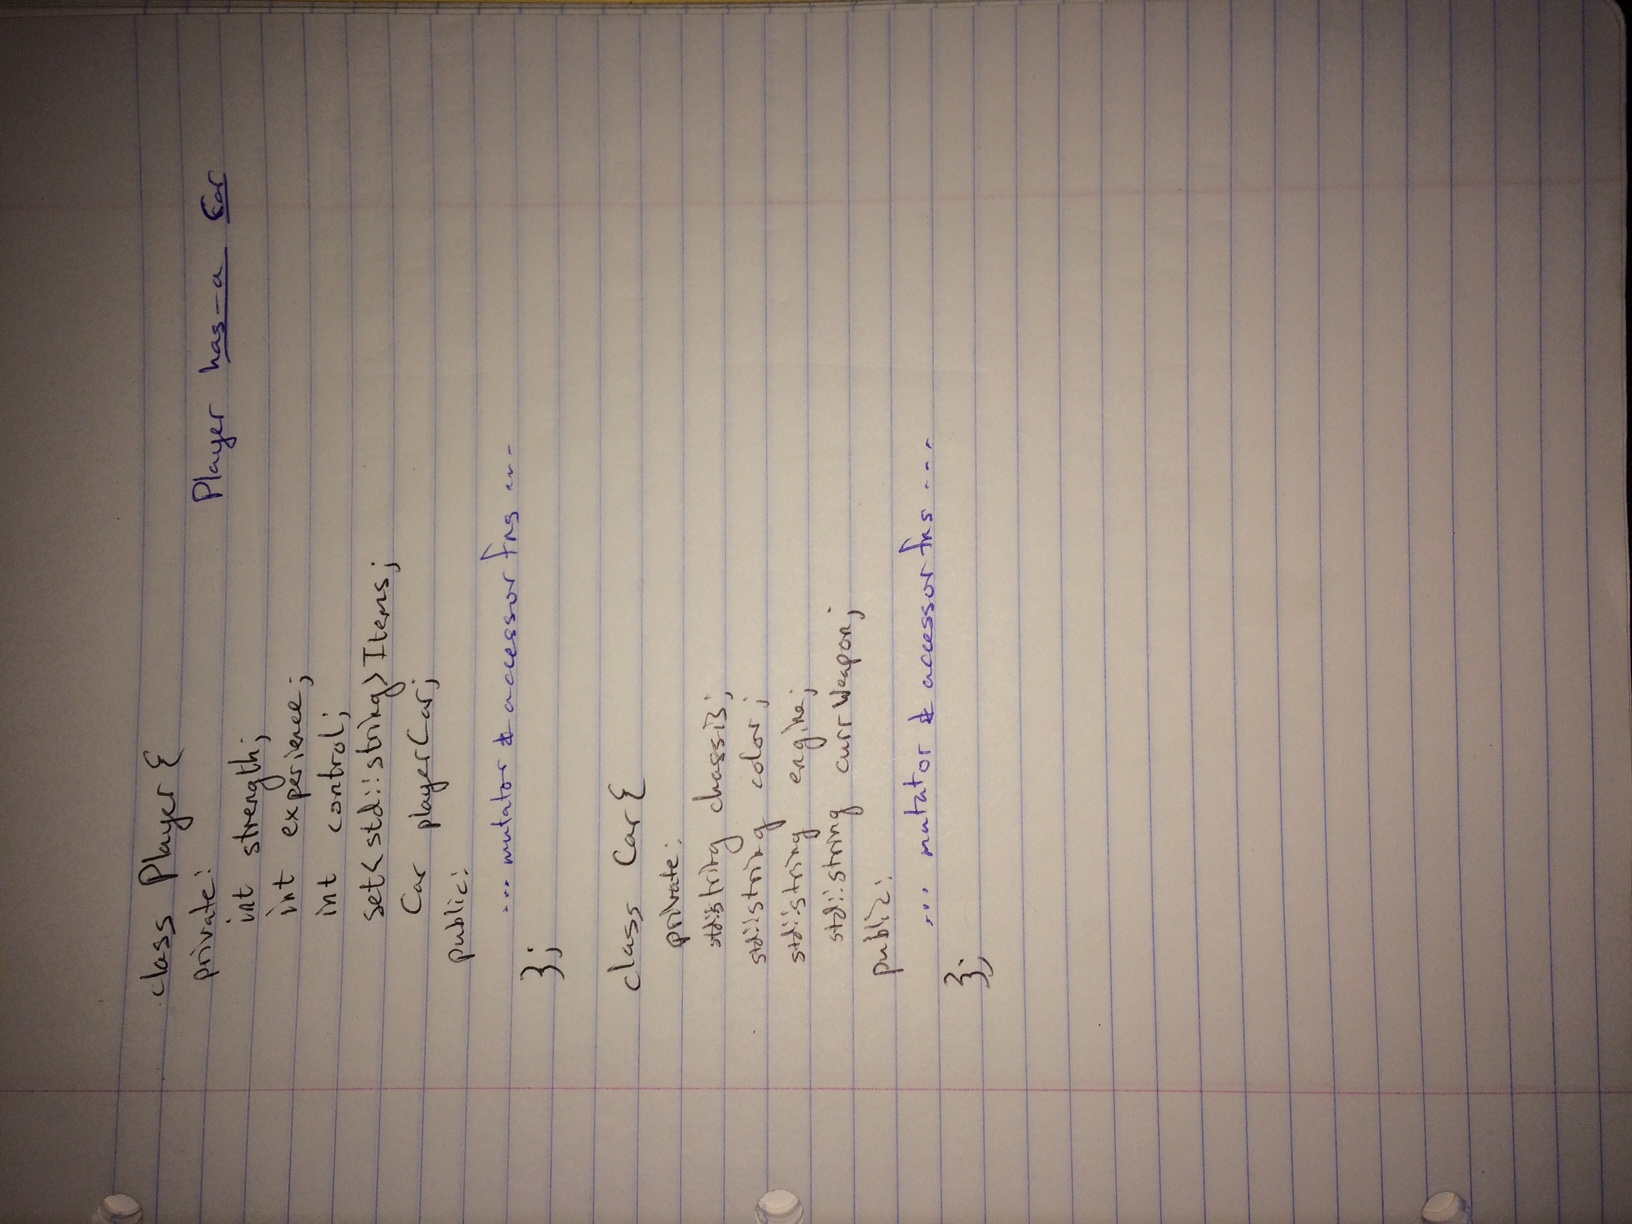 class Player {
private:
Player has-a Car
int strength;
int experience;
int control;
set<std::string> Items;
Car playerCar;
public:
... mutator & accessor fns ...
};
class Car {
private:
std::string chassis;
std::string color;
std::string engine;
std::string currWeapon;
public:
... mutator & accessor fns ...
};